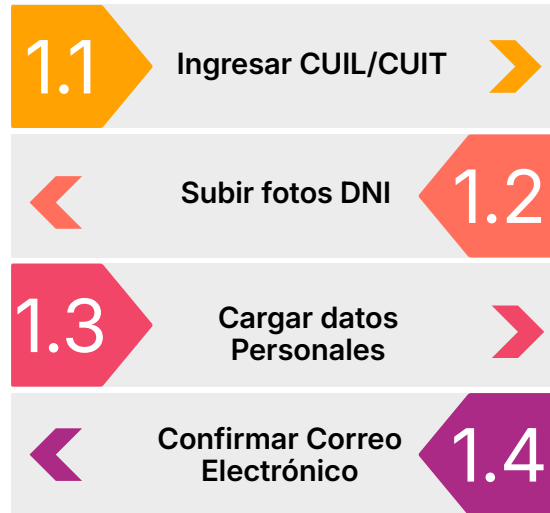 1.1
Ingresar CUIL/CUIT
Subir fotos DNI
1.2
1.3
Cargar datos
Personales
Confirmar Correo
Electrónico
1.4